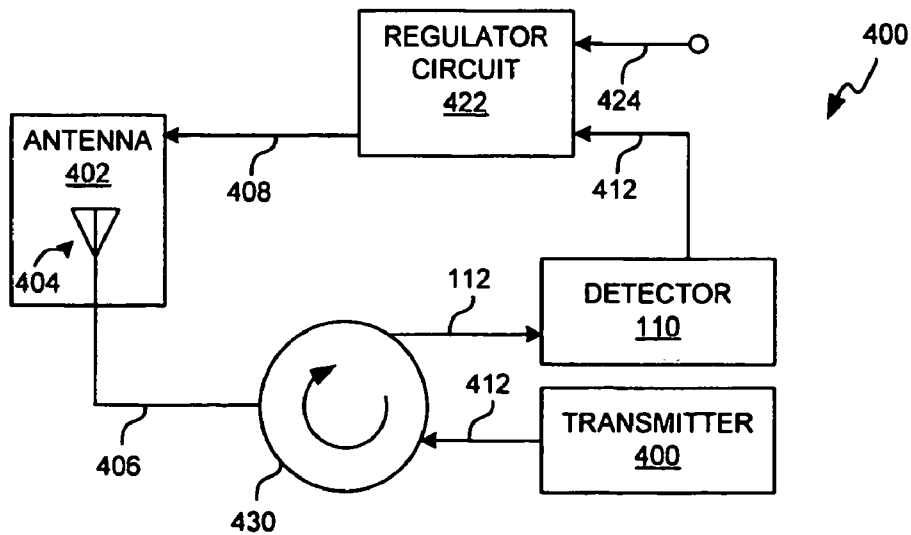 REGULATOR
CIRCUIT
422
424
400
412
408
ANTENNA
402
404
112
DETECTOR
110
412
TRANSMITTER
400
406
430